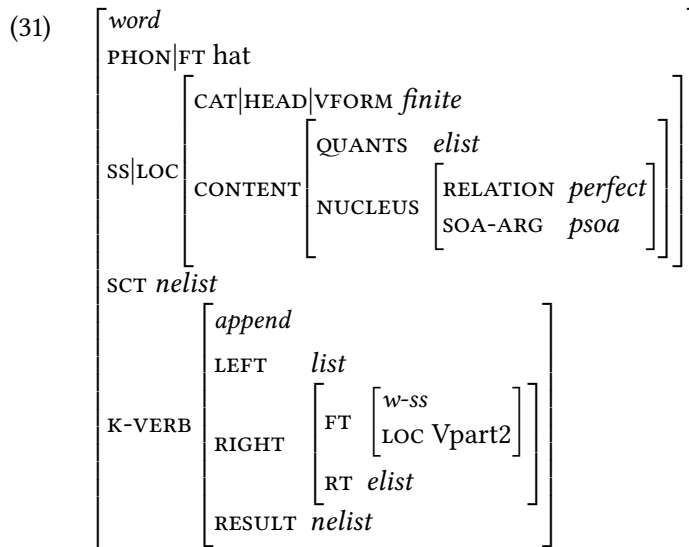 (31)
word
PHON|FT hat
CAT|HEAD|VFORM finite
QUANTS elist
SS|LOC
CONTENT
RELATION perfect
NUCLEUS
SOA-ARG psoa
SCT nelist
append
LEFT list
w-ss
FT
LOC Vpart2
K-VERB
RIGHT
RT elist
RESULT nelist